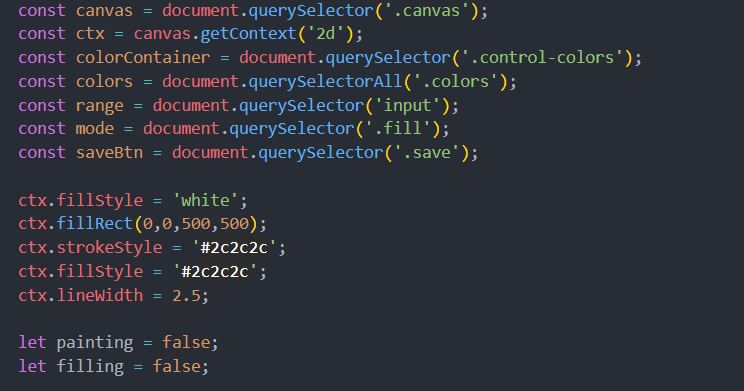 const canvas = document.querySelector('.canvas');
const ctx = canvas.getContext('2d');
const colorContainer = document.querySelector('.control-colors');
const colors = document.querySelectorAll('.colors');
const range = document.querySelector('input');
const mode = document.querySelector('.fill');
const saveBtn = document.querySelector('.save');
ctx.fillStyle = 'white';
ctx.fillRect(0,0,500,500);
ctx.strokeStyle = '#2c2c2c';
ctx.fillStyle = '#2c2c2c';
ctx.lineWidth = 2.5;
let painting = false;
let filling = false;